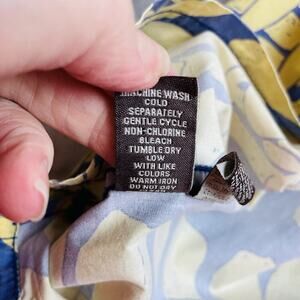 MACHINE WASH
COLD
SEPARATELY
GENTLE CYCLE
NON-CHLORINE
BLEACH
TUMBLE DRY
LOW
WITH LIKE
COLORS
WARM IRON
DO NOT DRY